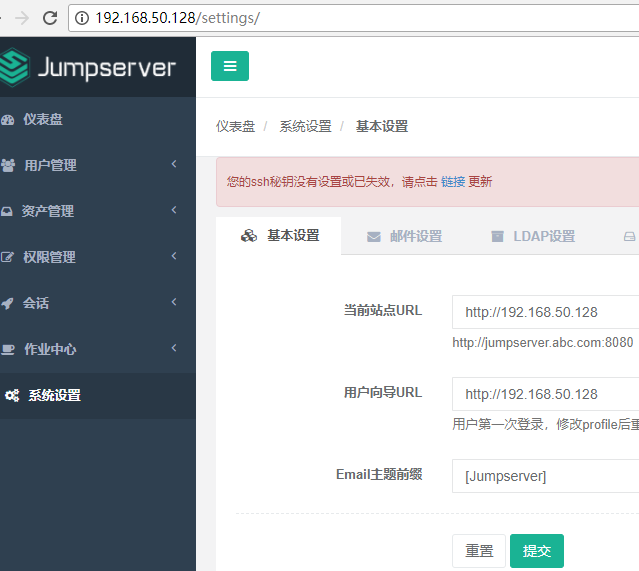 192.168.50.128/settings/
Jumpserver
仪表盘
用户管理
资产管理
权限管理
会话
作业中心
系统设置
仪表盘 / 系统设置 / 基本设置
您的ssh秘钥没有设置或已失效，请点击 链接 更新
基本设置 邮件设置 LDAP设置
当前站点URL http://192.168.50.128
http://jumpserver.abc.com:8080
用户向导URL http://192.168.50.128
用户第一次登录，修改profile后重
Email主题前缀 [Jumpserver]
重置 提交